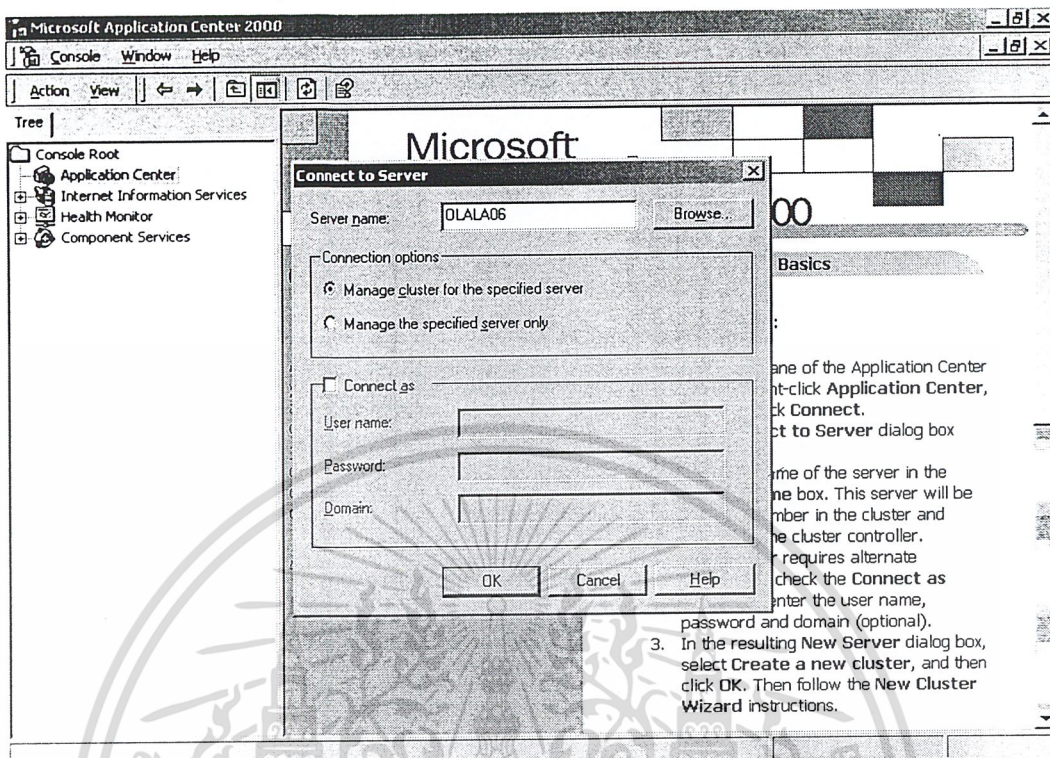 Microsoft Application Center 2000
Console Window Help
Action View
Tree
Console Root
Application Center
Internet Information Services
Health Monitor
Component Services
Microsoft
00
Basics
:
Connect to Server
Server name:
OLALA06
Browse...
Connection options
Manage cluster for the specified server
Manage the specified server only
Connect as
User name:
Password:
Domain:
OK Cancel Help
ane of the Application Center
t-click Application Center,
ck Connect.
ct to Server dialog box
me of the server in the
me box. This server will be
mber in the cluster and
ne cluster controller.
r requires alternate
check the Connect as
enter the user name,
password and domain (optional).
3. In the resulting New Server dialog box,
select Create a new cluster, and then
click OK. Then follow the New Cluster
Wizard instructions.